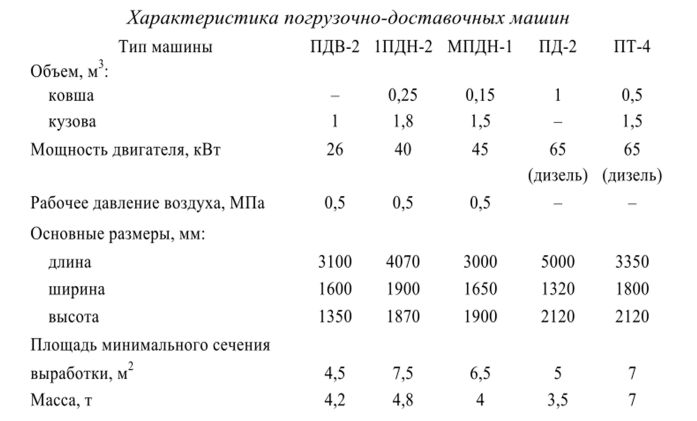 Характеристика погрузочно-доставочных машин
Тип машины ПДВ-2 1ПДН-2 МПДН-1 ПД-2 ПТ-4
Объем, м³:
ковша – 0,25 0,15 1 0,5
кузова 1 1,8 1,5 – 1,5
Мощность двигателя, кВт 26 40 45 65 65
(дизель) (дизель)
Рабочее давление воздуха, МПа 0,5 0,5 0,5 – –
Основные размеры, мм:
длина 3100 4070 3000 5000 3350
ширина 1600 1900 1650 1320 1800
высота 1350 1870 1900 2120 2120
Площадь минимального сечения
выработки, м² 4,5 7,5 6,5 5 7
Масса, т 4,2 4,8 4 3,5 7